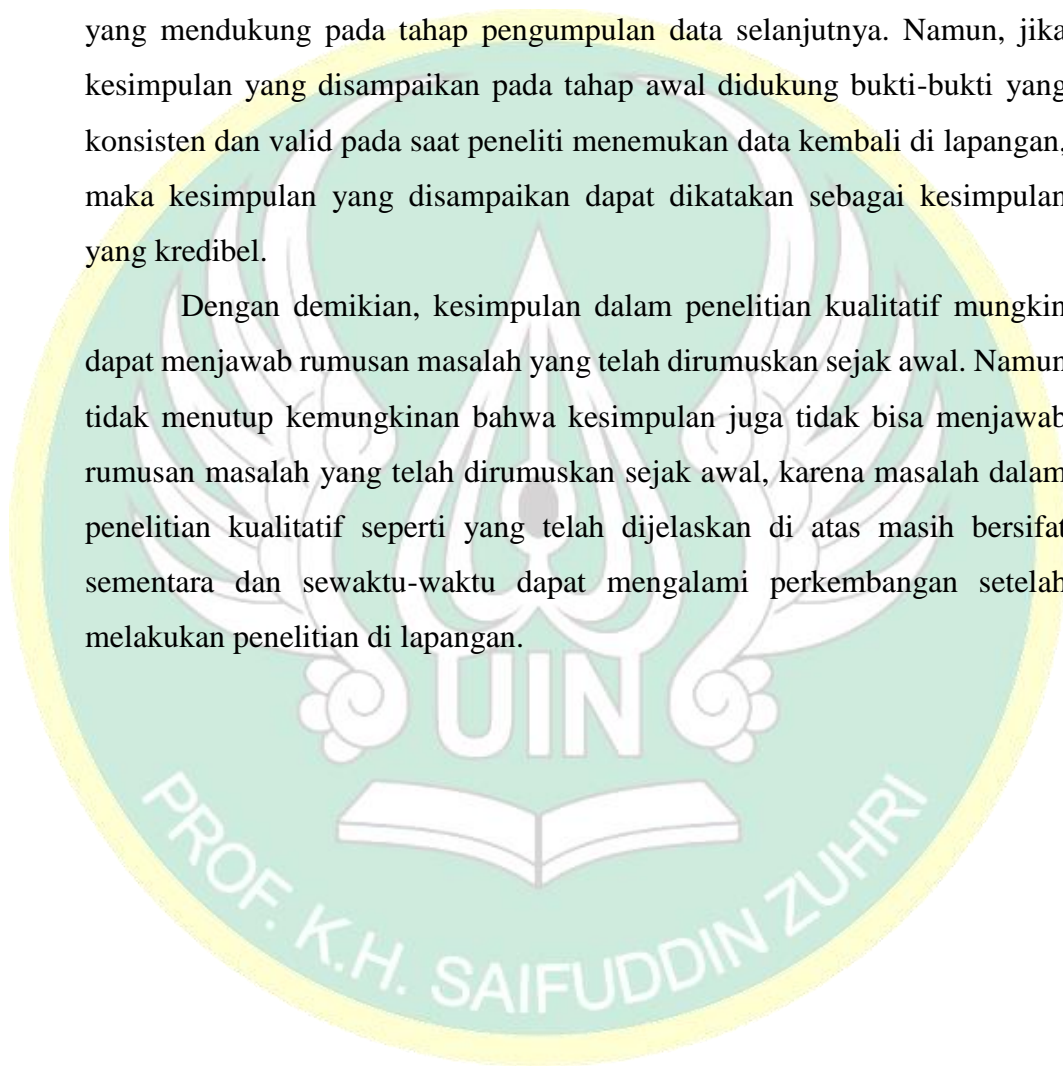 yang mendukung pada tahap pengumpulan data selanjutnya. Namun, jika
kesimpulan yang disampaikan pada tahap awal didukung bukti-bukti yang
konsisten dan valid pada saat peneliti menemukan data kembali di lapangan,
maka kesimpulan yang disampaikan dapat dikatakan sebagai kesimpulan
yang kredibel.
Dengan demikian, kesimpulan dalam penelitian kualitatif mungkin
dapat menjawab rumusan masalah yang telah dirumuskan sejak awal. Namun
tidak menutup kemungkinan bahwa kesimpulan juga tidak bisa menjawab
rumusan masalah yang telah dirumuskan sejak awal, karena masalah dalam
penelitian kualitatif seperti yang telah dijelaskan di atas masih bersifat
sementara dan sewaktu-waktu dapat mengalami perkembangan setelah
melakukan penelitian di lapangan.
UIN
PROF. K.H. SAIFUDDIN ZUHRI